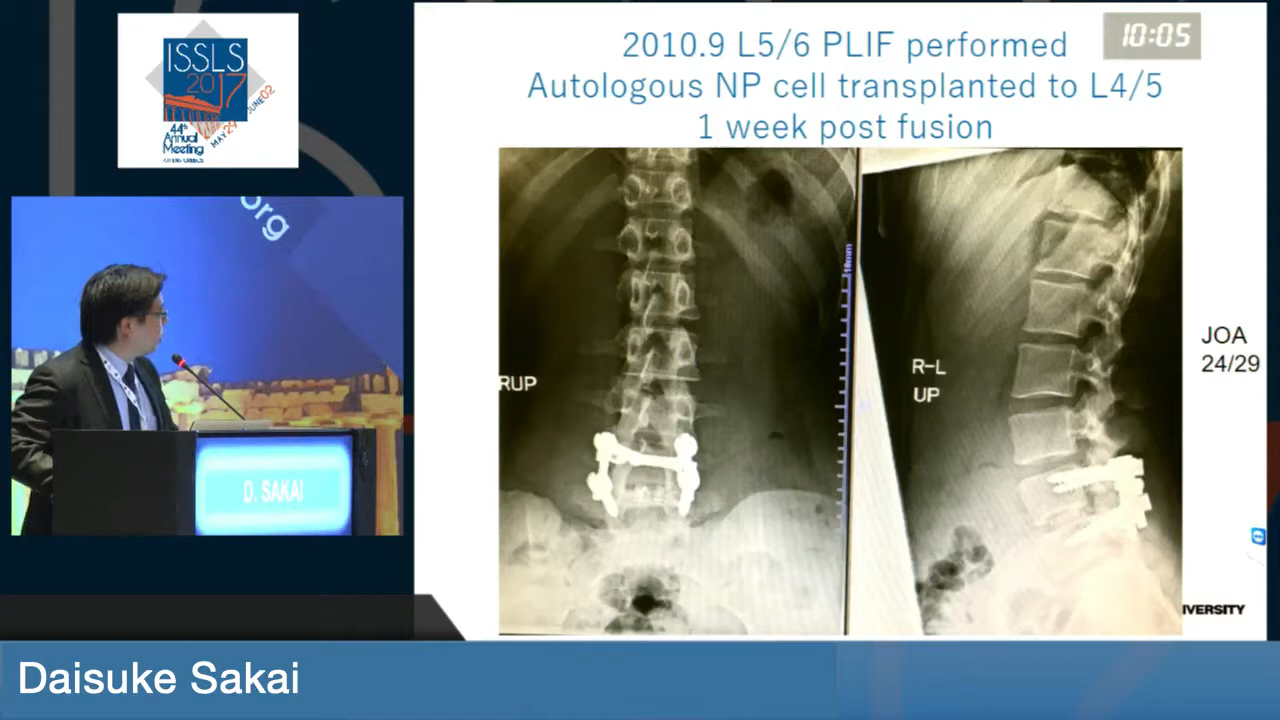 ISSLS
2017
44th
Annual
Meeting
MAY 29
JUNE 02
org
D. SAKAI
Daisuke Sakai
10:05
2010.9 L5/6 PLIF performed
Autologous NP cell transplanted to L4/5
1 week post fusion
RUP
10mm
R-L
UP
JOA
24/29
IVERSITY